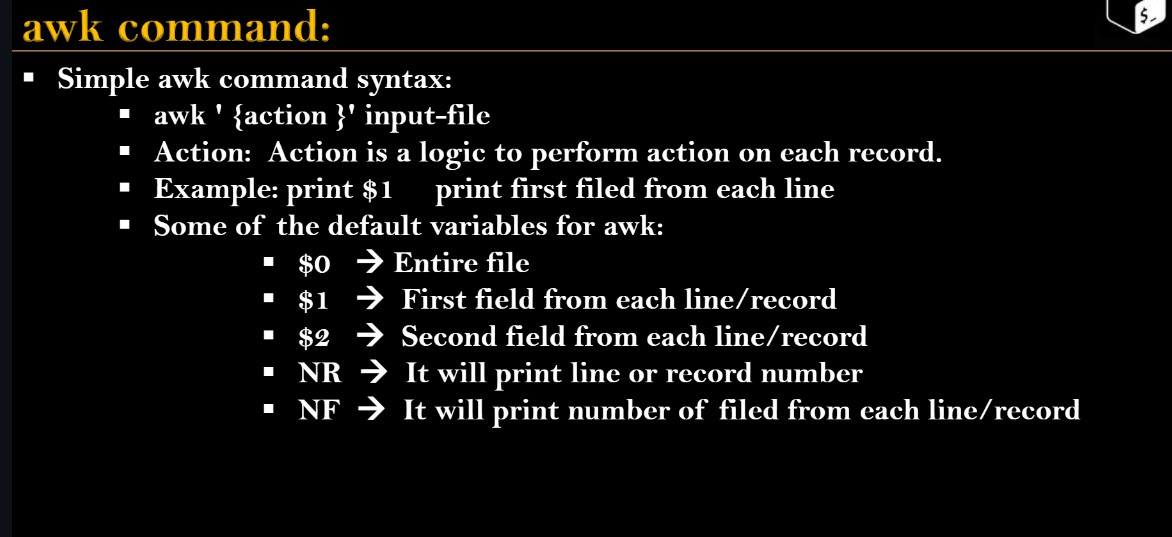 awk command:
$_
▪ Simple awk command syntax:
▪ awk ' {action }' input-file
▪ Action: Action is a logic to perform action on each record.
▪ Example: print $1 print first filed from each line
▪ Some of the default variables for awk:
▪ $0 → Entire file
▪ $1 → First field from each line/record
▪ $2 → Second field from each line/record
▪ NR → It will print line or record number
▪ NF → It will print number of filed from each line/record